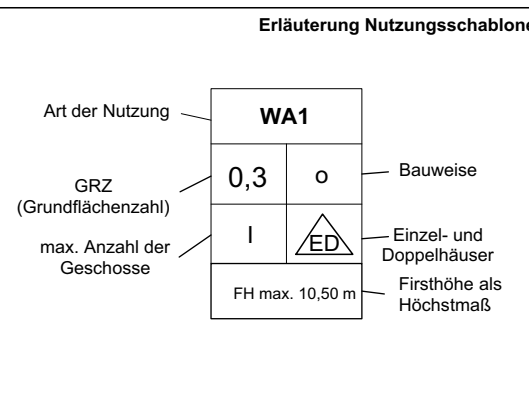 Erläuterung Nutzungsschablone
Art der Nutzung
WA1
GRZ
(Grundflächenzahl)
0,3
o
Bauweise
max. Anzahl der
Geschosse
I
ED
Einzel- und
Doppelhäuser
FH max. 10,50 m
Firsthöhe als
Höchstmaß